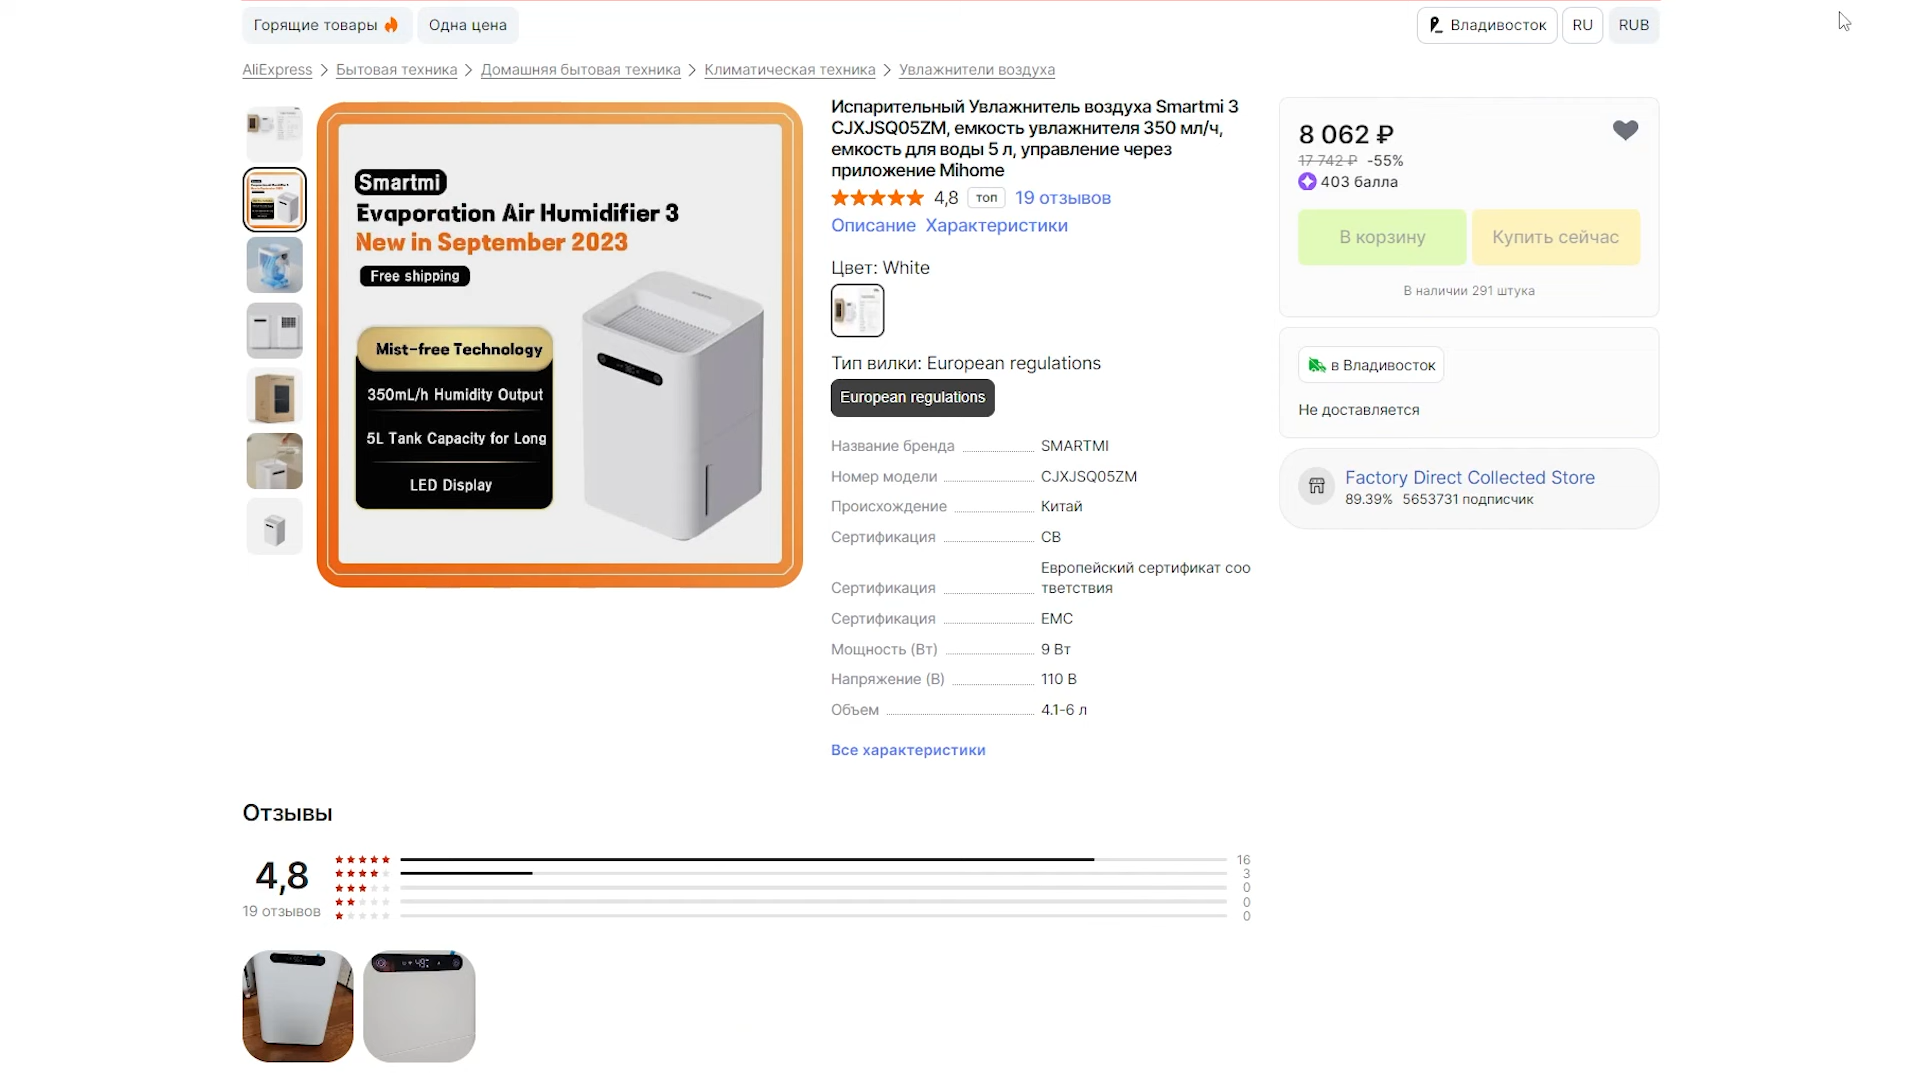 Горящие товары
Одна цена
Владивосток
RU
RUB
AliExpress
Бытовая техника
Домашняя бытовая техника
Климатическая техника
Увлажнители воздуха
Smartmi
Evaporation Air Humidifier 3
New in September 2023
Free shipping
Mist-free Technology
350mL/h Humidity Output
5L Tank Capacity for Long
LED Display
Испарительный Увлажнитель воздуха Smartmi 3
CJXJSQ05ZM, емкость увлажнителя 350 мл/ч,
емкость для воды 5 л, управление через
приложение Mihome
4,8
топ
19 отзывов
Описание Характеристики
Цвет: White
Тип вилки: European regulations
European regulations
Название бренда SMARTMI
Номер модели CJXJSQ05ZM
Происхождение Китай
Сертификация CB
Европейский сертификат соо
Сертификация тветствия
Сертификация EMC
Мощность (Вт) 9 Вт
Напряжение (В) 110 В
Объем 4.1-6 л
Все характеристики
8 062 ₽
17 742 ₽ -55%
403 балла
В корзину
Купить сейчас
В наличии 291 штука
в Владивосток
Не доставляется
Factory Direct Collected Store
89.39% 5653731 подписчик
Отзывы
4,8
19 отзывов
16
3
0
0
0